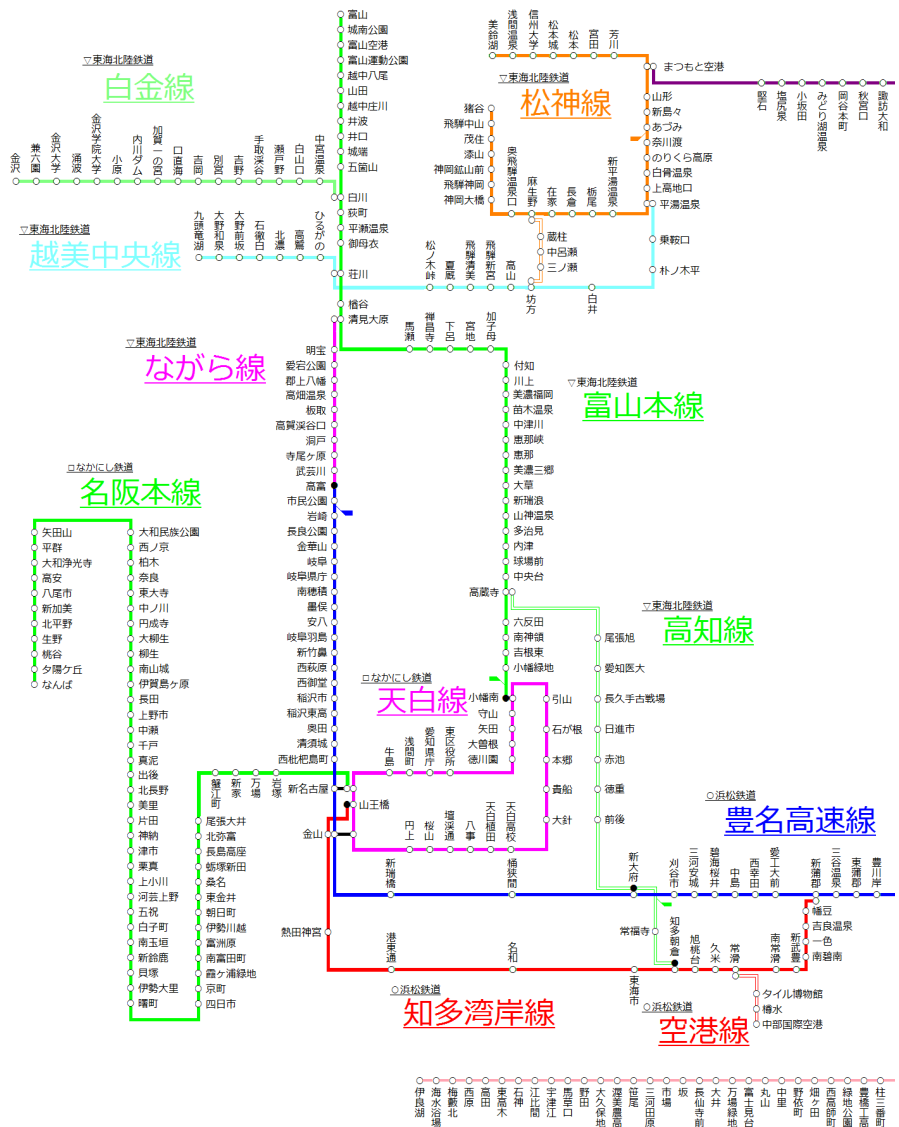 ▽東海北陸鉄道
白金線
金沢
兼六園
金沢大学
涌波
金沢学院大学
小原
内川ダム
加賀一の宮
口直海
吉岡
別宮
吉野
手取渓谷
瀬戸野
白山口
中宮温泉
▽東海北陸鉄道
越美中央線
九頭竜湖
大野和泉
大野前坂
石徹白
北濃
高鷲
ひるがの
富山
城南公園
富山空港
富山運動公園
越中八尾
山田
越中庄川
井波
井口
城端
五箇山
白川
荻町
平瀬温泉
御母衣
荘川
楢谷
清見大原
松ノ木峠
夏厩
飛騨清美
飛騨新宮
高山
坊方
白井
美鈴湖
浅間温泉
信州大学
松本城
松本
宮田
芳川
▽東海北陸鉄道
松神線
まつもと空港
堅石
塩尻泉
小坂田
みどり湖温泉
岡谷本町
秋宮口
諏訪大和
山形
新島々
あづみ
奈川渡
のりくら高原
白骨温泉
上高地口
平湯温泉
乗鞍口
朴ノ木平
猪谷
飛騨中山
茂住
漆山
神岡鉱山前
飛騨神岡
神岡大橋
奥飛騨温泉口
麻生野
在家
長倉
栃尾
新平湯温泉
蔵柱
中呂瀬
三ノ瀬
馬瀬
禅昌寺
下呂
宮地
加子母
▽東海北陸鉄道
ながら線
明宝
愛宕公園
郡上八幡
高畑温泉
板取
高賀渓谷口
洞戸
寺尾ヶ原
武芸川
高富
市民公園
岩崎
長良公園
金華山
岐阜
岐阜県庁
南穂積
墨俣
安八
岐阜羽島
新竹鼻
西萩原
西御堂
稲沢市
稲沢東高
奥田
清須城
西枇杷島町
新名古屋
山王橋
金山
▽東海北陸鉄道
富山本線
付知
川上
美濃福岡
苗木温泉
中津川
恵那峡
恵那
美濃三郷
大草
新瑞浪
山神温泉
多治見
内津
球場前
中央台
高蔵寺
六反田
南神領
吉根東
小幡緑地
小幡南
▽東海北陸鉄道
高知線
尾張旭
愛知医大
長久手古戦場
日進市
赤池
徳重
前後
新大府
常福寺
知多朝倉
□なかにし鉄道
名阪本線
矢田山
平群
大和浄光寺
高安
八尾市
新加美
北平野
生野
桃谷
夕陽ケ丘
なんば
大和民族公園
西ノ京
柏木
奈良
東大寺
中ノ川
円成寺
大柳生
柳生
南山城
伊賀島ヶ原
長田
上野市
中瀬
千戸
真泥
出後
北長野
美里
片田
神納
津市
栗真
上小川
河芸上野
五祝
白子町
南玉垣
新鈴鹿
貝塚
伊勢大里
曙町
蟹江町
新家
万場
岩塚
尾張大井
北弥富
長島高座
蛎塚新田
桑名
東金井
朝日町
伊勢川越
富洲原
南富田町
霞ヶ浦緑地
京町
四日市
□なかにし鉄道
天白線
守山
矢田
大曽根
徳川園
引山
石が根
本郷
貴船
大針
牛島
浅間町
愛知県庁
東区役所
円上
桜山
壇渓通
八事
天白植田
天白高校
○浜松鉄道
豊名高速線
新瑞橋
桶狭間
刈谷市
三河安城
碧海桜井
中島
西幸田
愛工大前
新蒲郡
三谷温泉
東蒲郡
豊川岸
熱田神宮
港東通
名和
東海市
旭桃台
久米
常滑
南常滑
新武豊
幡豆
吉良温泉
一色
南碧南
○浜松鉄道
知多湾岸線
○浜松鉄道
空港線
タイル博物館
樽水
中部国際空港
伊良湖
海水浴場
梅藪北
西原
高田
東高木
石神
江比間
宇津江
馬草口
野田
大久保地
渥美農高
笹尾
三河田原
市場
坂
長仙寺前
大井
万場緑地
富士見台
丸山
中里
野依町
畑ヶ田
西高師町
緑地公園
豊橋工高
柱三番町